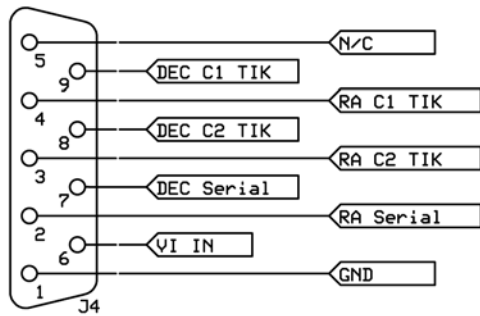 5 N/C
9 DEC C1 TIK
4 RA C1 TIK
8 DEC C2 TIK
3 RA C2 TIK
7 DEC Serial
2 RA Serial
6 VI IN
1 GND
J4